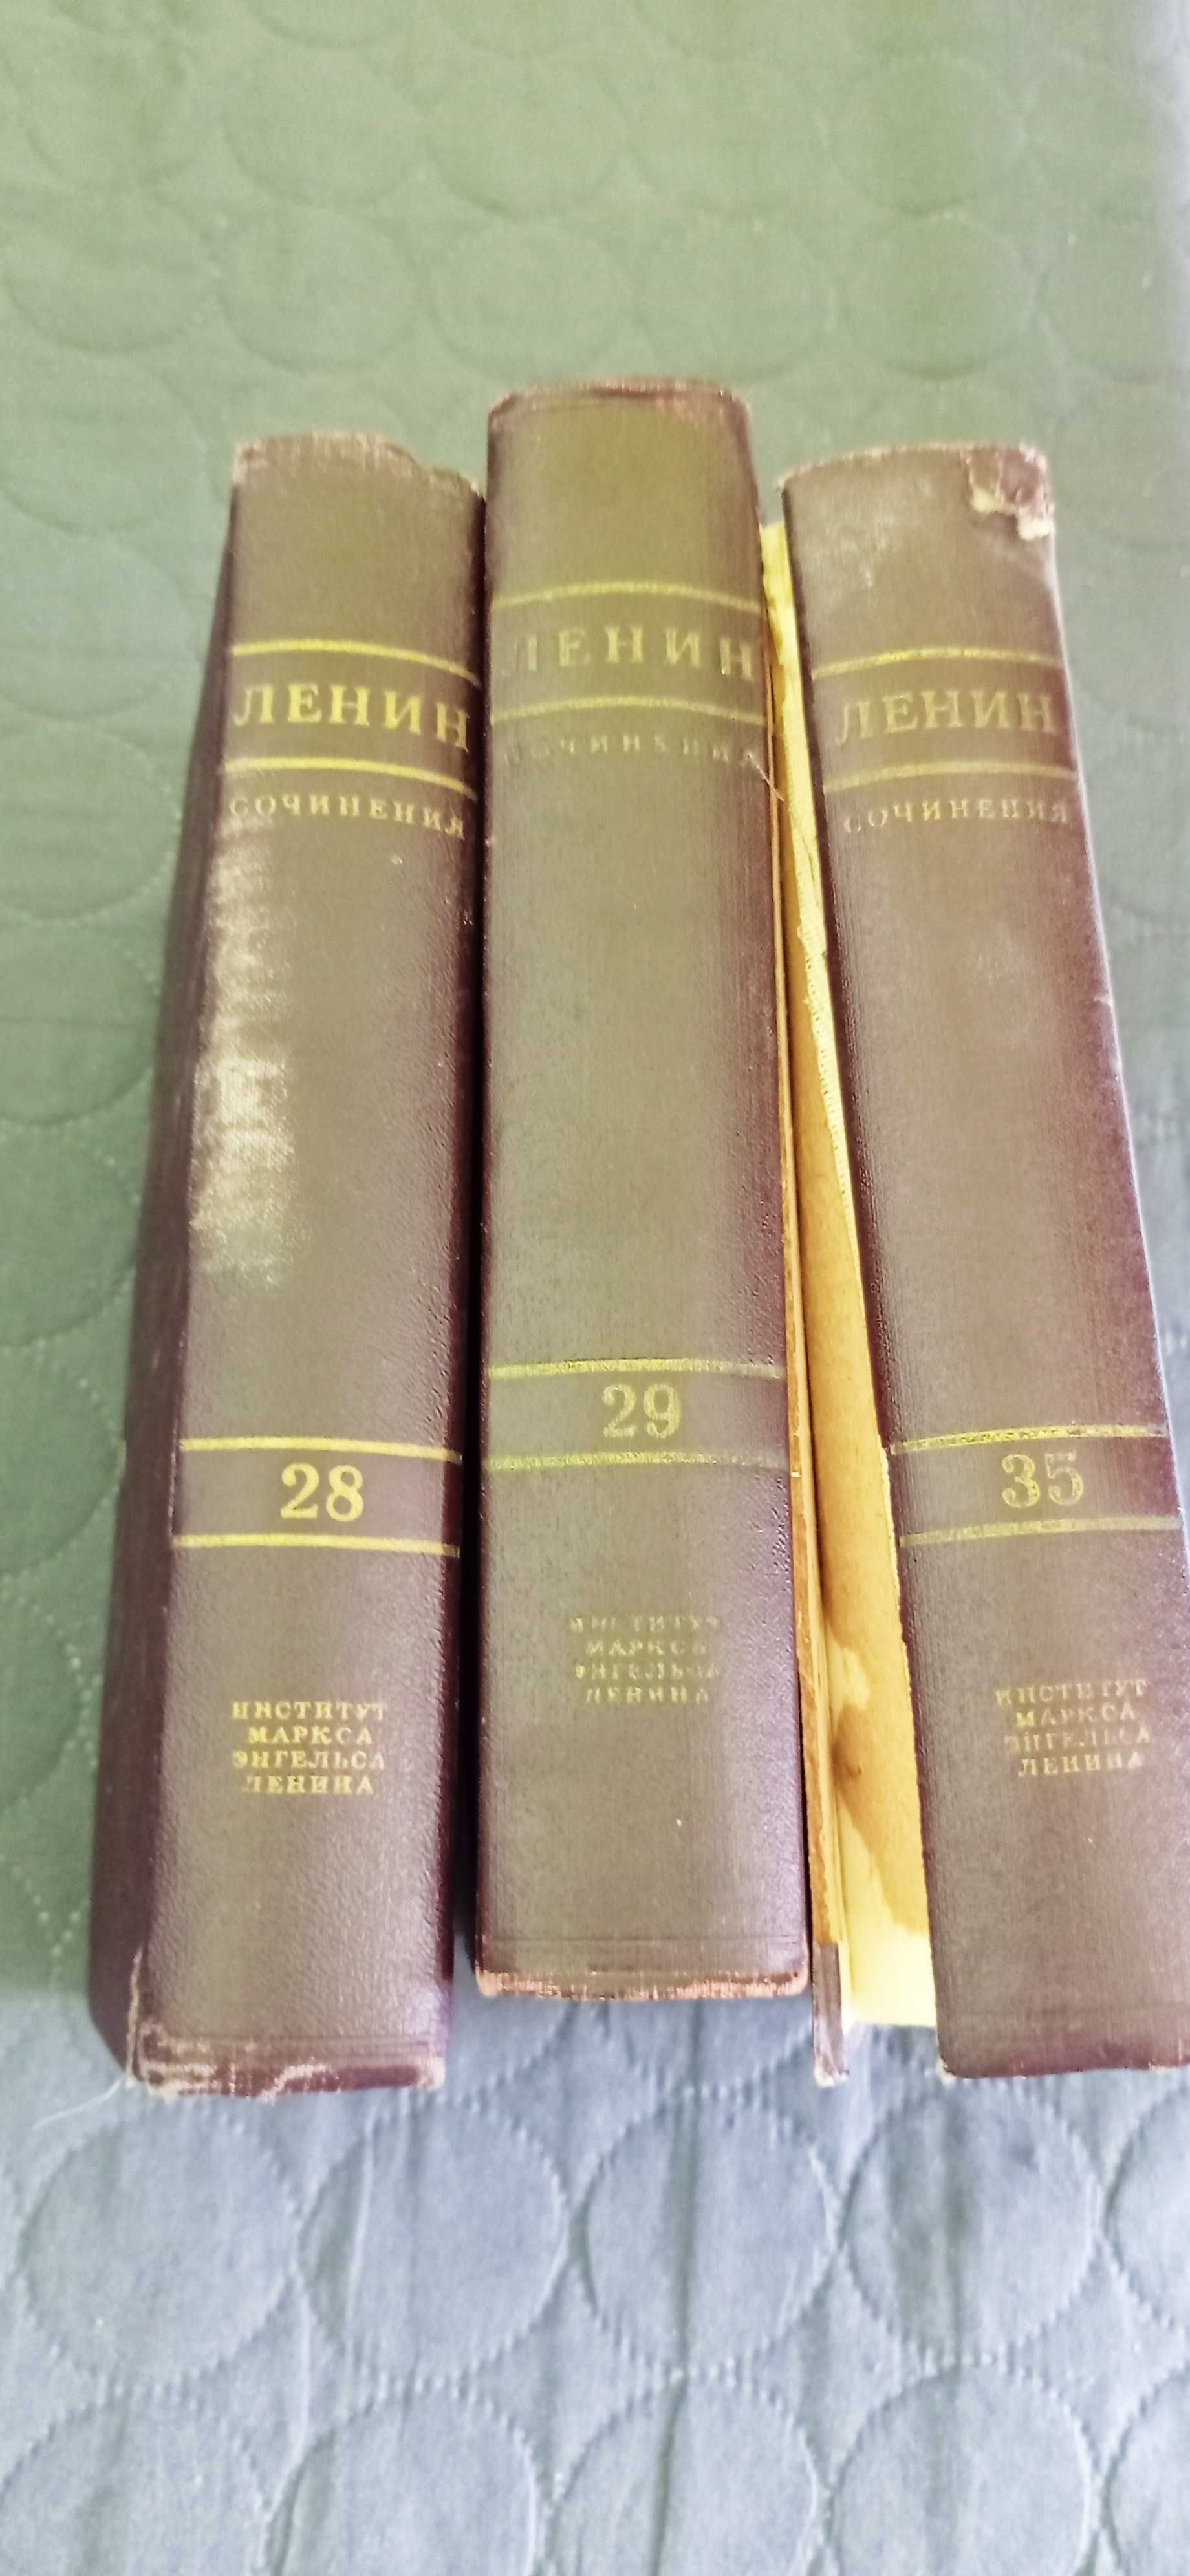 ЛЕНИН
СОЧИНЕНИЯ
28
ИНСТИТУТ
МАРКСА
ЭНГЕЛЬСА
ЛЕНИНА
ЛЕНИН
СОЧИНЕНИЯ
29
ИНСТИТУТ
МАРКСА
ЭНГЕЛЬСА
ЛЕНИНА
ЛЕНИН
СОЧИНЕНИЯ
35
ИНСТИТУТ
МАРКСА
ЭНГЕЛЬСА
ЛЕНИНА